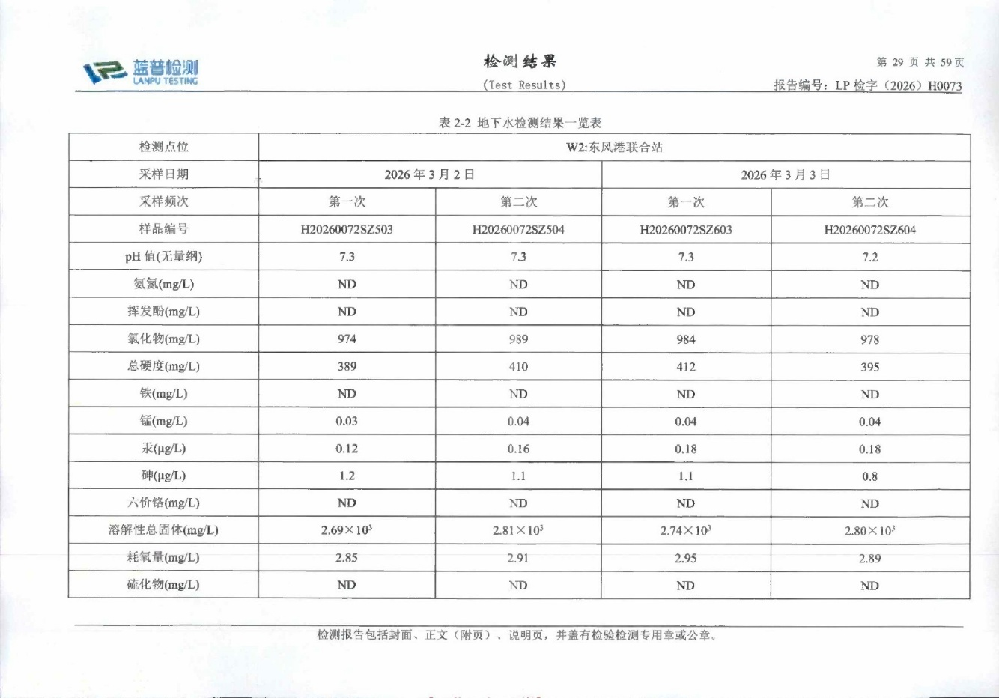 蓝普检测
LANPU TESTING
检测结果
(Test Results)
第 29 页 共 59 页
报告编号：LP 检字（2026）H0073
表 2-2 地下水检测结果一览表
检测点位 W2:东风港联合站
采样日期 2026 年 3 月 2 日 2026 年 3 月 3 日
采样频次 第一次 第二次 第一次 第二次
样品编号 H20260072SZ503 H20260072SZ504 H20260072SZ603 H20260072SZ604
pH 值(无量纲) 7.3 7.3 7.3 7.2
氨氮(mg/L) ND ND ND ND
挥发酚(mg/L) ND ND ND ND
氯化物(mg/L) 974 989 984 978
总硬度(mg/L) 389 410 412 395
铁(mg/L) ND ND ND ND
锰(mg/L) 0.03 0.04 0.04 0.04
汞(μg/L) 0.12 0.16 0.18 0.18
砷(μg/L) 1.2 1.1 1.1 0.8
六价铬(mg/L) ND ND ND ND
溶解性总固体(mg/L) 2.69×10³ 2.81×10³ 2.74×10³ 2.80×10³
耗氧量(mg/L) 2.85 2.91 2.95 2.89
硫化物(mg/L) ND ND ND ND
检测报告包括封面、正文（附页）、说明页，并盖有检验检测专用章或公章。